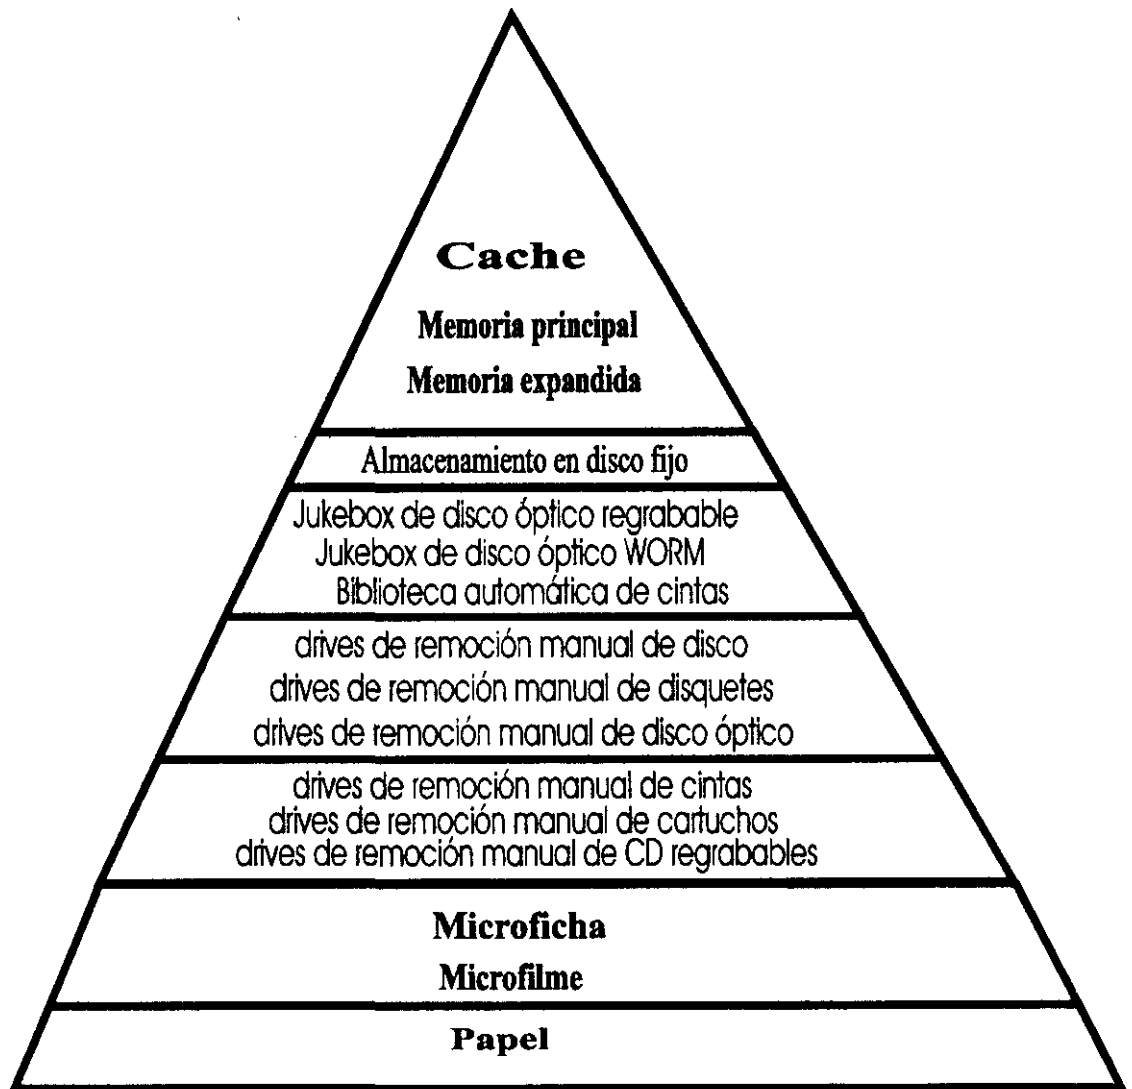 Cache
Memoria principal
Memoria expandida
Almacenamiento en disco fijo
Jukebox de disco óptico regrabable
Jukebox de disco óptico WORM
Biblioteca automática de cintas
drives de remoción manual de disco
drives de remoción manual de disquetes
drives de remoción manual de disco óptico
drives de remoción manual de cintas
drives de remoción manual de cartuchos
drives de remoción manual de CD regrabables
Microficha
Microfilme
Papel